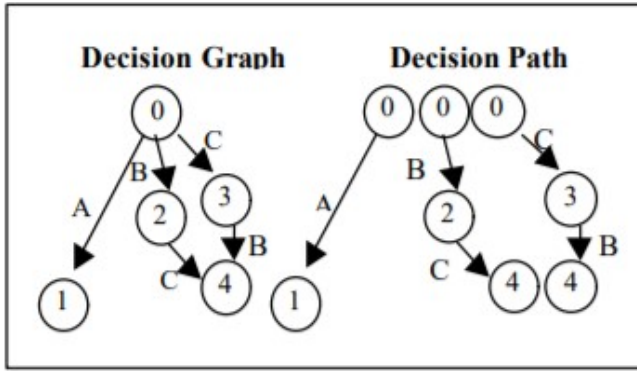 Decision Graph Decision Path
0 0 0 0
C C
B B
3 3
A 2 A 2
B B
C C
1 4 1 4 4